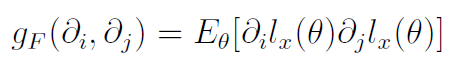 g_F(∂_i, ∂_j) = E_θ[∂_i l_x(θ)∂_j l_x(θ)]